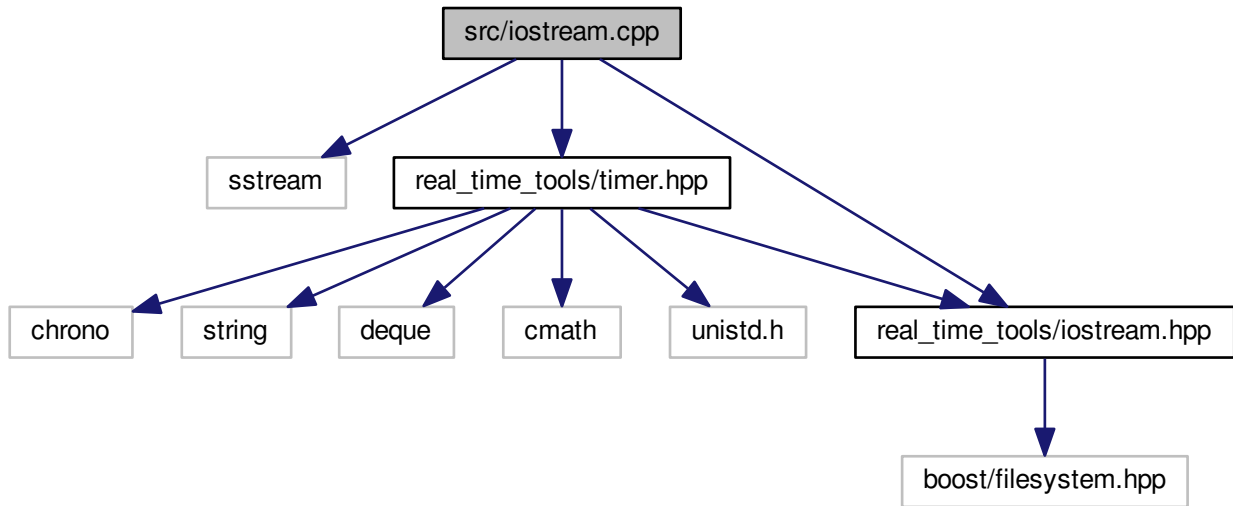 src/iostream.cpp
sstream
real_time_tools/timer.hpp
chrono
string
deque
cmath
unistd.h
real_time_tools/iostream.hpp
boost/filesystem.hpp